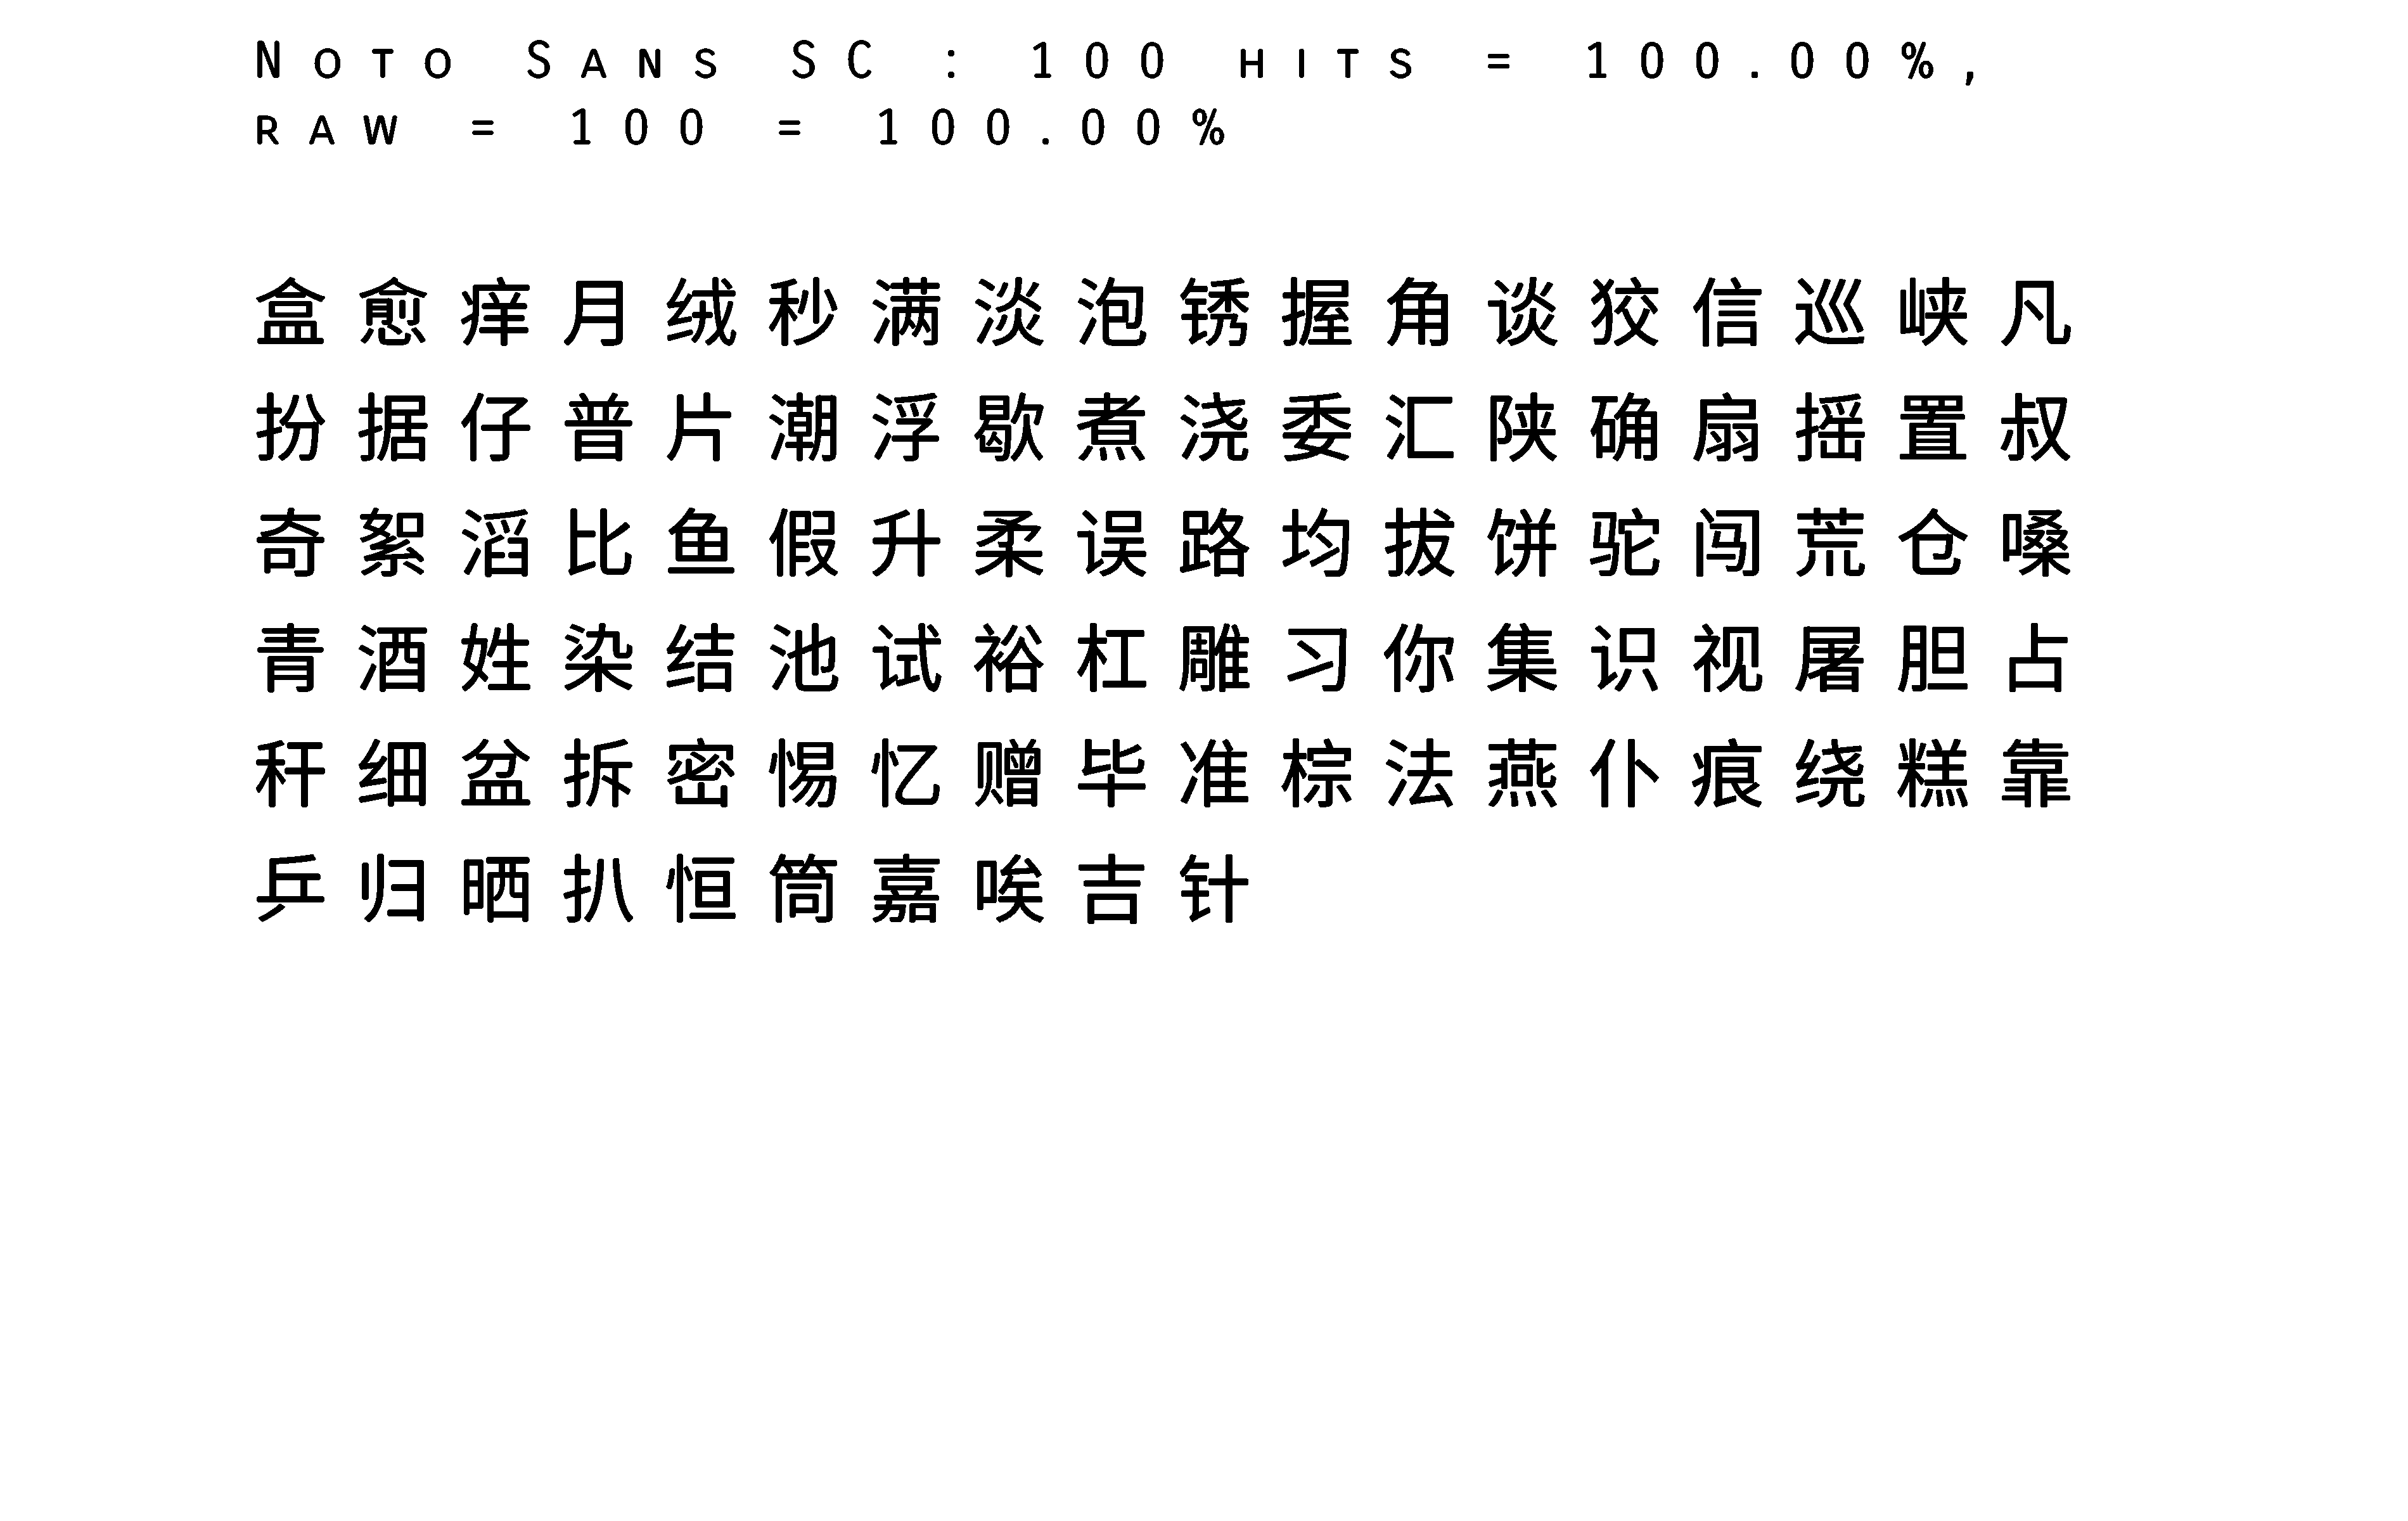 Noto Sans SC : 100 hits = 100.00%,
raw = 100 = 100.00%
盒愈痒月绒秒满淡泡锈握角谈狡信巡峡凡
扮据仔普片潮浮歇煮浇委汇陕确扇摇置叔
奇絮滔比鱼假升柔误路均拔饼驼闯荒仓嗓
青酒姓染结池试裕杠雕习你集识视屠胆占
秆细盆拆密惕忆赠毕准棕法燕仆痕绕糕靠
乒归晒扒恒筒嘉唉吉针